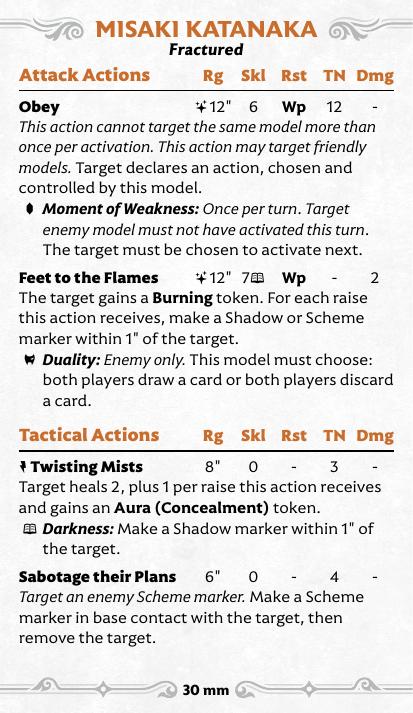 MISAKI KATANAKA
Fractured
Attack Actions Rg Skl Rst TN Dmg
Obey 12" 6 Wp 12 -
This action cannot target the same model more than
once per activation. This action may target friendly
models. Target declares an action, chosen and
controlled by this model.
Moment of Weakness: Once per turn. Target
enemy model must not have activated this turn.
The target must be chosen to activate next.
Feet to the Flames 12" 7 Wp - 2
The target gains a Burning token. For each raise
this action receives, make a Shadow or Scheme
marker within 1" of the target.
Duality: Enemy only. This model must choose:
both players draw a card or both players discard
a card.
Tactical Actions Rg Skl Rst TN Dmg
Twisting Mists 8" 0 - 3 -
Target heals 2, plus 1 per raise this action receives
and gains an Aura (Concealment) token.
Darkness: Make a Shadow marker within 1" of
the target.
Sabotage their Plans 6" 0 - 4 -
Target an enemy Scheme marker. Make a Scheme
marker in base contact with the target, then
remove the target.
30 mm